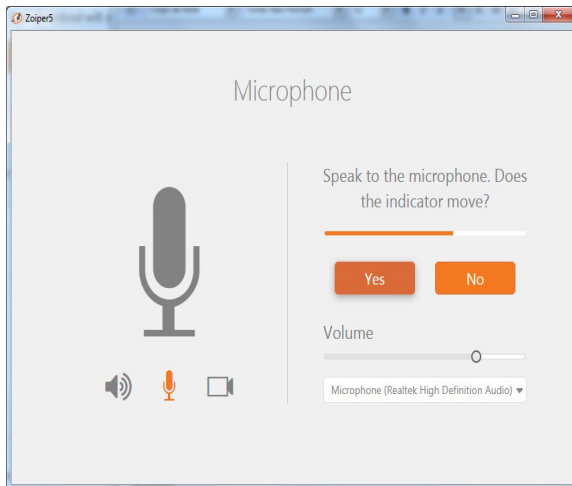 Zoiper5
Microphone
Speak to the microphone. Does
the indicator move?
Yes
No
Volume
Microphone (Realtek High Definition Audio)